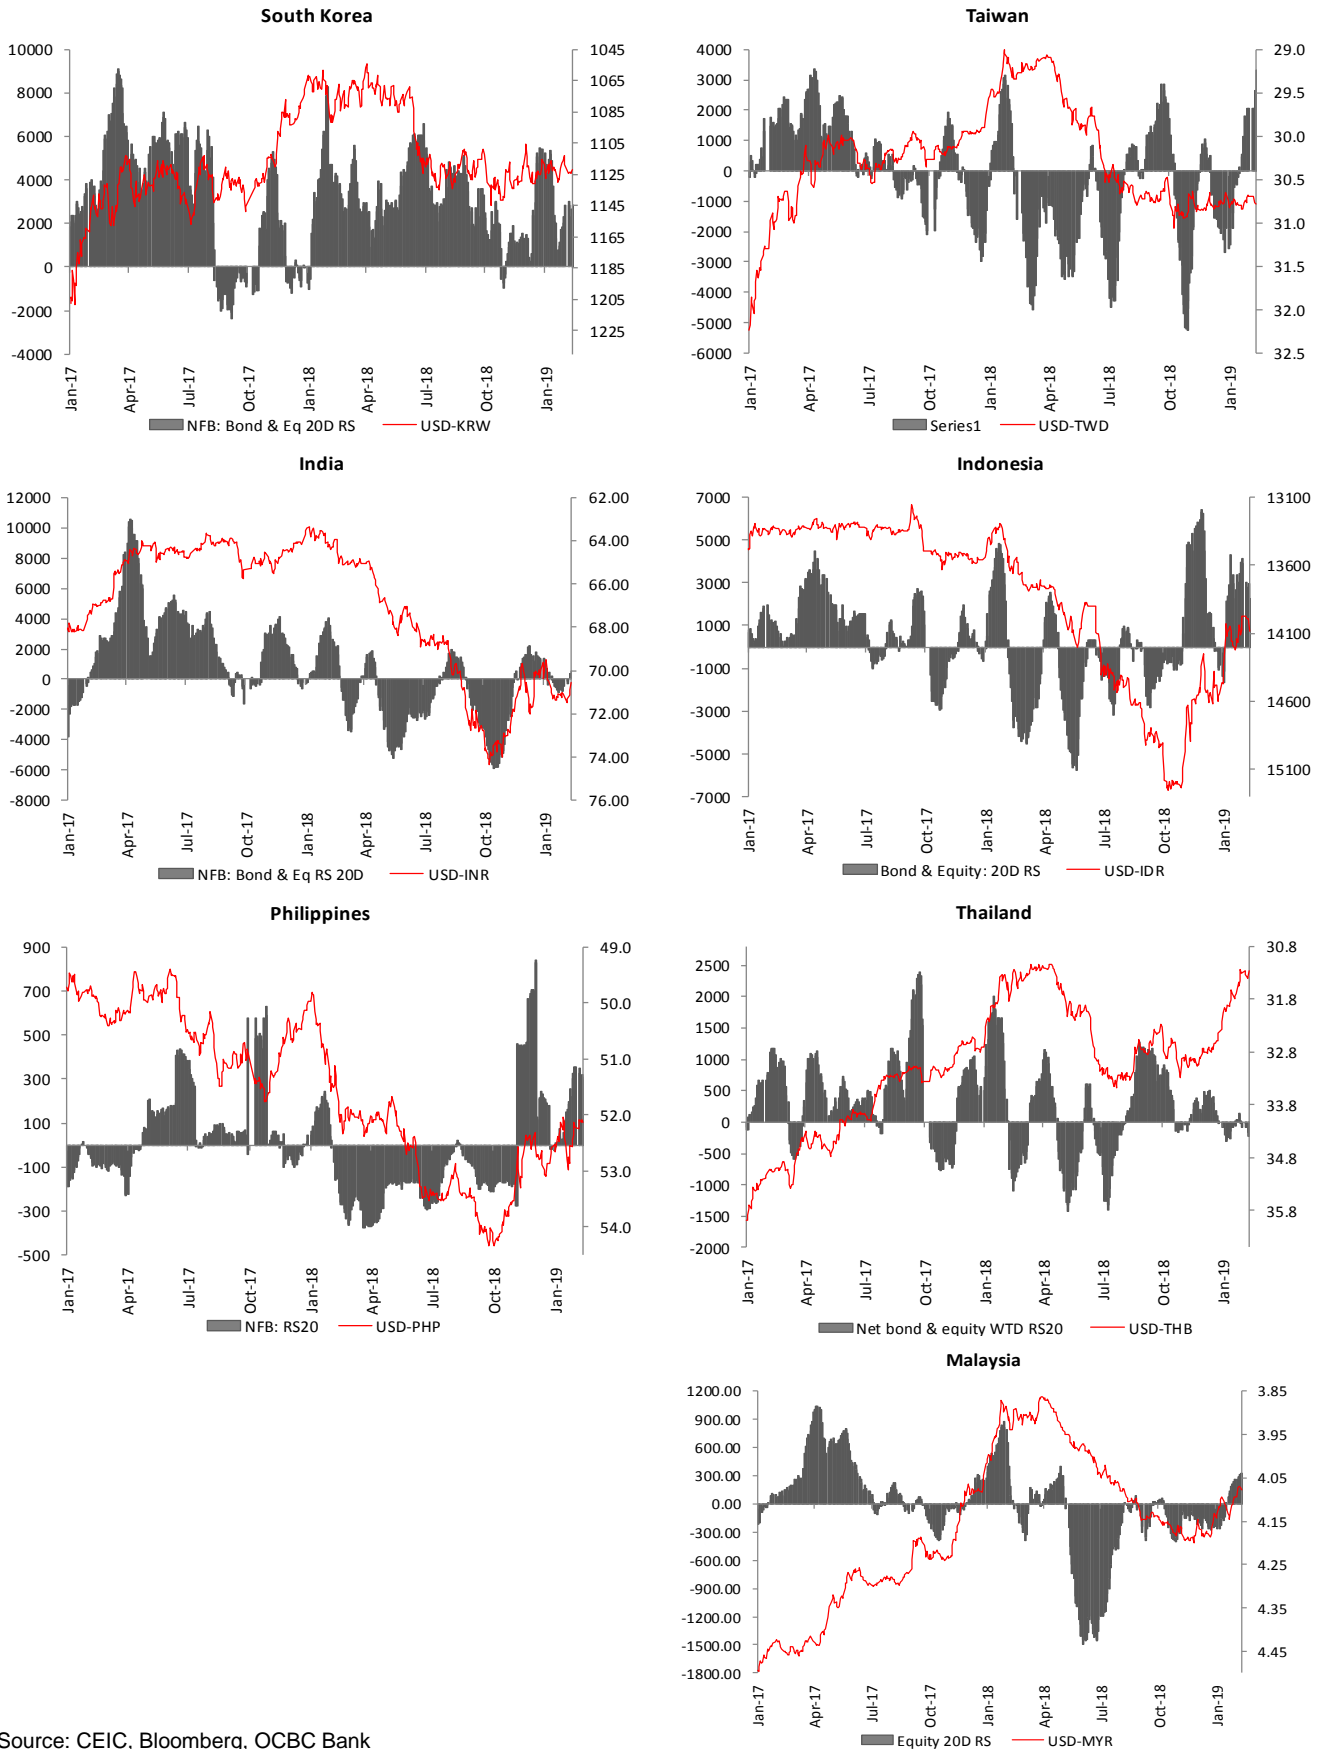 South Korea
10000
8000
6000
4000
2000
0
-2000
-4000
1045
1065
1085
1105
1125
1145
1165
1185
1205
1225
Jan-17
Apr-17
Jul-17
Oct-17
Jan-18
Apr-18
Jul-18
Oct-18
Jan-19
NFB: Bond & Eq 20D RS USD-KRW
Taiwan
4000
3000
2000
1000
0
-1000
-2000
-3000
-4000
-5000
-6000
29.0
29.5
30.0
30.5
31.0
31.5
32.0
32.5
Jan-17
Apr-17
Jul-17
Oct-17
Jan-18
Apr-18
Jul-18
Oct-18
Jan-19
Series1 USD-TWD
India
12000
10000
8000
6000
4000
2000
0
-2000
-4000
-6000
-8000
62.00
64.00
66.00
68.00
70.00
72.00
74.00
76.00
Jan-17
Apr-17
Jul-17
Oct-17
Jan-18
Apr-18
Jul-18
Oct-18
Jan-19
NFB: Bond & Eq RS 20D USD-INR
Indonesia
7000
5000
3000
1000
-1000
-3000
-5000
-7000
13100
13600
14100
14600
15100
Jan-17
Apr-17
Jul-17
Oct-17
Jan-18
Apr-18
Jul-18
Oct-18
Jan-19
Bond & Equity: 20D RS USD-IDR
Philippines
900
700
500
300
100
-100
-300
-500
49.0
50.0
51.0
52.0
53.0
54.0
Jan-17
Apr-17
Jul-17
Oct-17
Jan-18
Apr-18
Jul-18
Oct-18
Jan-19
NFB: RS20 USD-PHP
Thailand
2500
2000
1500
1000
500
0
-500
-1000
-1500
-2000
30.8
31.8
32.8
33.8
34.8
35.8
Jan-17
Apr-17
Jul-17
Oct-17
Jan-18
Apr-18
Jul-18
Oct-18
Jan-19
Net bond & equity WTD RS20 USD-THB
Malaysia
1200.00
900.00
600.00
300.00
0.00
-300.00
-600.00
-900.00
-1200.00
-1500.00
-1800.00
3.85
3.95
4.05
4.15
4.25
4.35
4.45
Jan-17
Apr-17
Jul-17
Oct-17
Jan-18
Apr-18
Jul-18
Oct-18
Jan-19
Equity 20D RS USD-MYR
Source: CEIC, Bloomberg, OCBC Bank